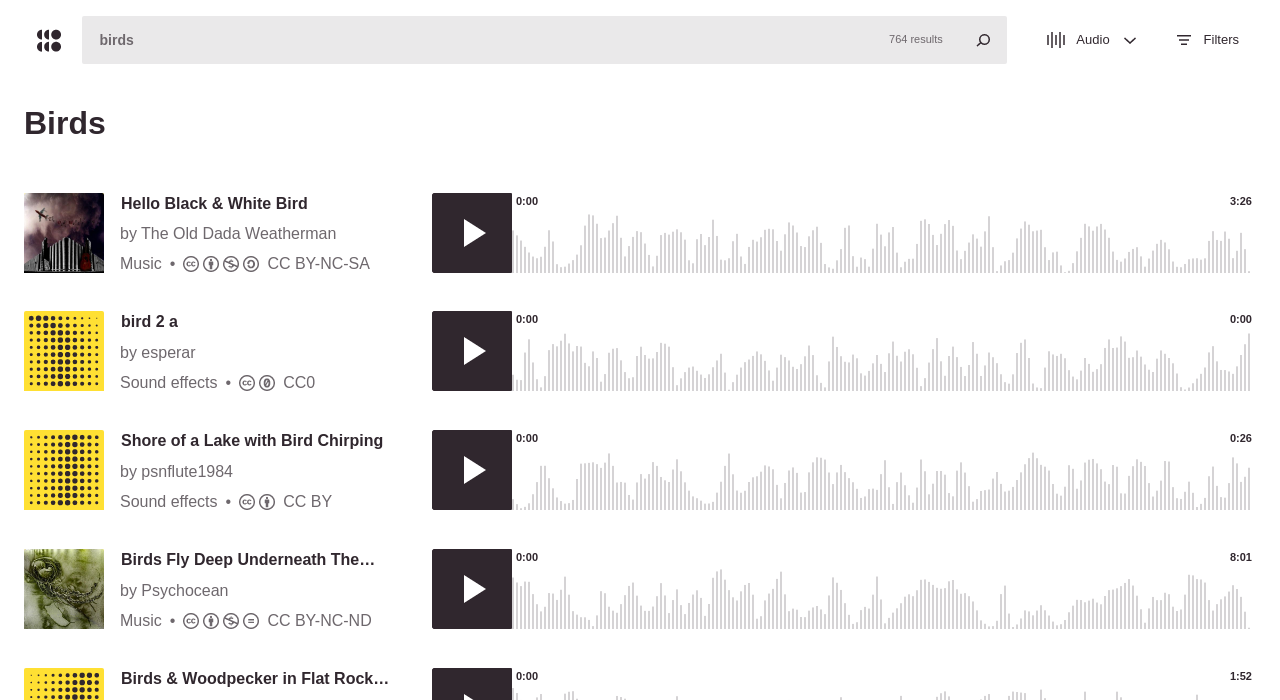 birds
764 results
Audio
Filters
Birds
Hello Black & White Bird
by The Old Dada Weatherman
Music • CC BY-NC-SA
0:00
3:26
bird 2 a
by esperar
Sound effects • CC0
0:00
0:00
Shore of a Lake with Bird Chirping
by psnflute1984
Sound effects • CC BY
0:00
0:26
Birds Fly Deep Underneath The…
by Psychocean
Music • CC BY-NC-ND
0:00
8:01
Birds & Woodpecker in Flat Rock…
0:00
1:52